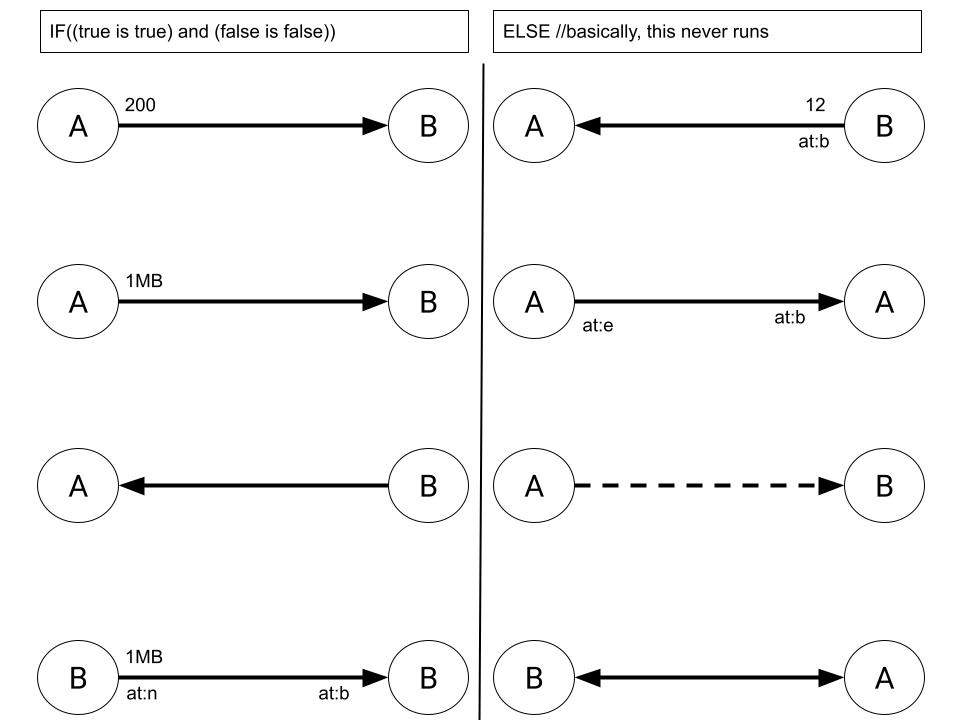 IF((true is true) and (false is false))
A
200
B
A
1MB
B
A
B
B
1MB
at:n
at:b
B
ELSE //basically, this never runs
A
12
at:b
B
A
at:e
at:b
A
A
B
B
A